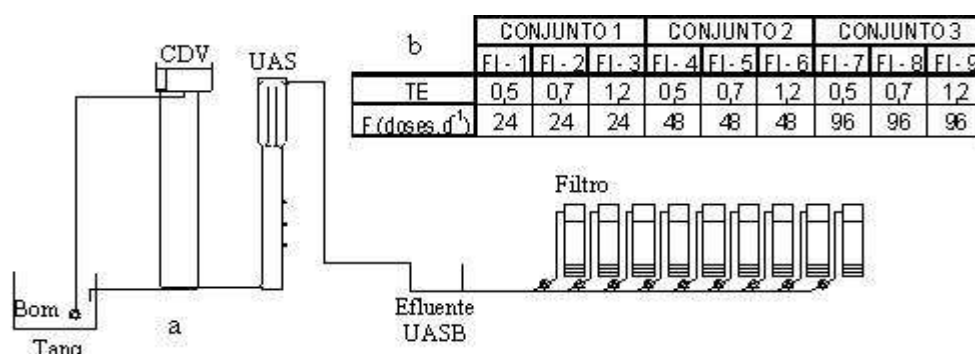 CDV
UAS
b
CONJUNTO 1 CONJUNTO 2 CONJUNTO 3
FI - 1 FI - 2 FI - 3 FI - 4 FI - 5 FI - 6 FI - 7 FI - 8 FI - 9
TE 0,5 0,7 1,2 0,5 0,7 1,2 0,5 0,7 1,2
F (doses.d⁻¹) 24 24 24 48 48 48 96 96 96
Filtro
Bom
a
Efluente
UASB
Tanq